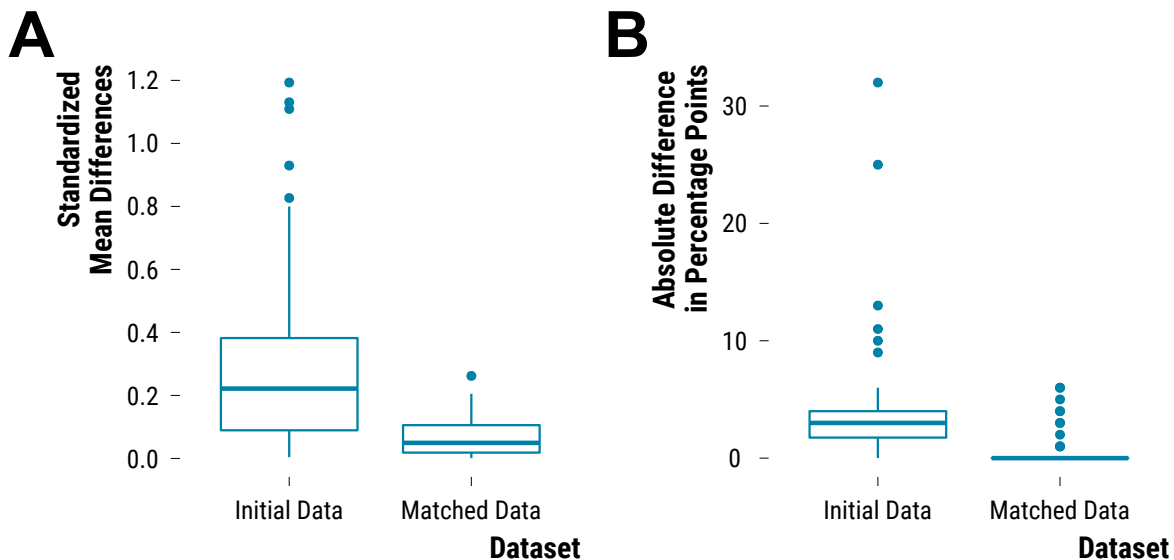 A
Standardized
Mean Differences
1.2
1.0
0.8
0.6
0.4
0.2
0.0
Initial Data
Matched Data
Dataset
B
Absolute Difference
in Percentage Points
30
20
10
0
Initial Data
Matched Data
Dataset